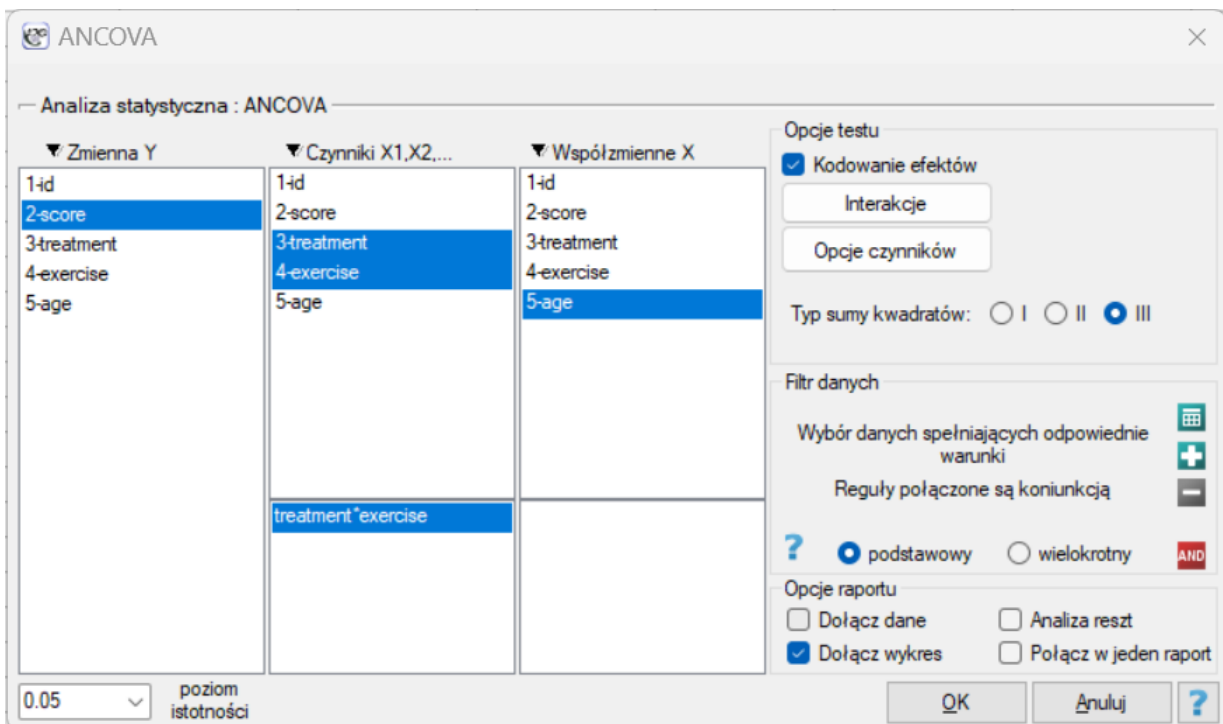 ANCOVA
Analiza statystyczna : ANCOVA
Zmienna Y
1-id
2-score
3-treatment
4-exercise
5-age
Czynniki X1,X2,...
1-id
2-score
3-treatment
4-exercise
5-age
treatment*exercise
Współzmienne X
1-id
2-score
3-treatment
4-exercise
5-age
Opcje testu
Kodowanie efektów
Interakcje
Opcje czynników
Typ sumy kwadratów: I II III
Filtr danych
Wybór danych spełniających odpowiednie
warunki
Reguły połączone są koniunkcją
? podstawowy wielokrotny AND
Opcje raportu
Dołącz dane Analiza reszt
Dołącz wykres Połącz w jeden raport
0.05 poziom
istotności
OK Anuluj ?